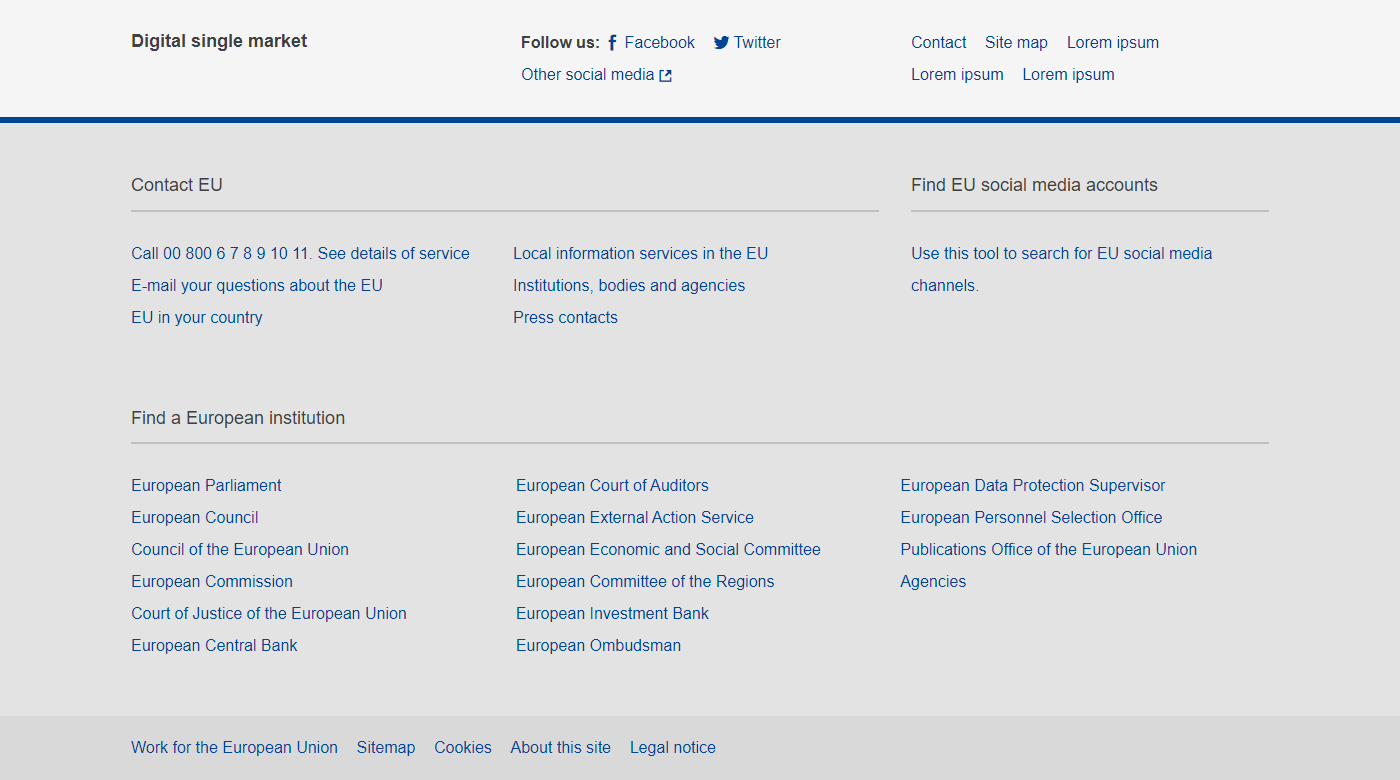 Digital single market
Follow us: Facebook Twitter
Other social media
Contact Site map Lorem ipsum
Lorem ipsum Lorem ipsum
Contact EU
Call 00 800 6 7 8 9 10 11. See details of service
E-mail your questions about the EU
EU in your country
Local information services in the EU
Institutions, bodies and agencies
Press contacts
Find EU social media accounts
Use this tool to search for EU social media
channels.
Find a European institution
European Parliament
European Council
Council of the European Union
European Commission
Court of Justice of the European Union
European Central Bank
European Court of Auditors
European External Action Service
European Economic and Social Committee
European Committee of the Regions
European Investment Bank
European Ombudsman
European Data Protection Supervisor
European Personnel Selection Office
Publications Office of the European Union
Agencies
Work for the European Union Sitemap Cookies About this site Legal notice